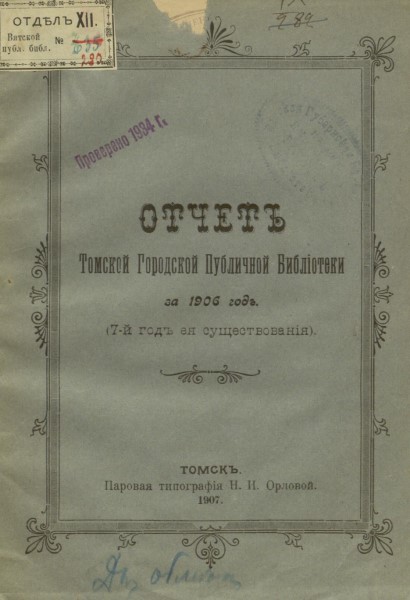 ОТДѢЛЪ XII.
Вятской
публ. библ.
№
280
Проверено 1934 г.
ОТЧЕТЪ
Томской Городской Публичной Библіотеки
за 1906 годъ.
(7-й годъ ея существованія).
ТОМСКЪ.
Паровая типографія Н. И. Орловой.
1907.